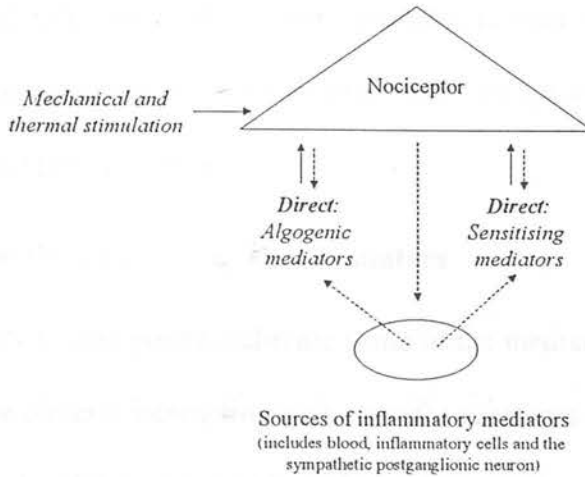 Nociceptor
Mechanical and
thermal stimulation
Direct:
Algogenic
mediators
Direct:
Sensitising
mediators
Sources of inflammatory mediators
(includes blood, inflammatory cells and the
sympathetic postganglionic neuron)